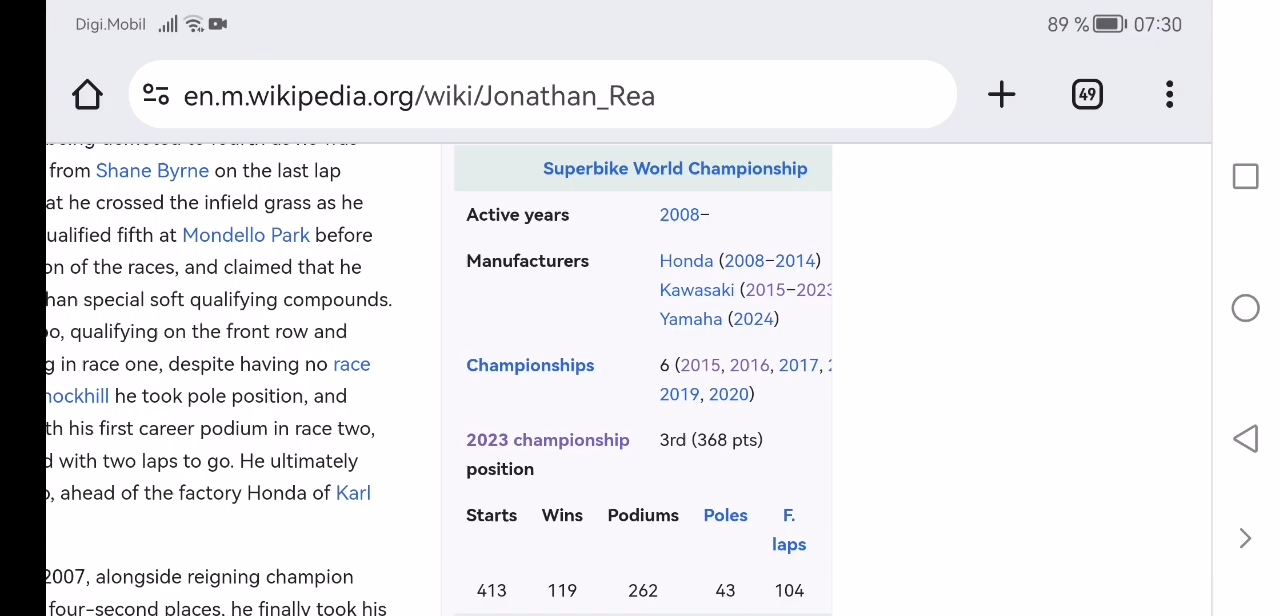 Digi.Mobil 89 % 07:30
en.m.wikipedia.org/wiki/Jonathan_Rea 49
from Shane Byrne on the last lap
at he crossed the infield grass as he
ualified fifth at Mondello Park before
on of the races, and claimed that he
han special soft qualifying compounds.
o, qualifying on the front row and
g in race one, despite having no race
nockhill he took pole position, and
th his first career podium in race two,
d with two laps to go. He ultimately
, ahead of the factory Honda of Karl
2007, alongside reigning champion
four-second places, he finally took his
Superbike World Championship
Active years 2008–
Manufacturers Honda (2008–2014)
Kawasaki (2015–2023
Yamaha (2024)
Championships 6 (2015, 2016, 2017,
2019, 2020)
2023 championship 3rd (368 pts)
position
Starts Wins Podiums Poles F.
laps
413 119 262 43 104